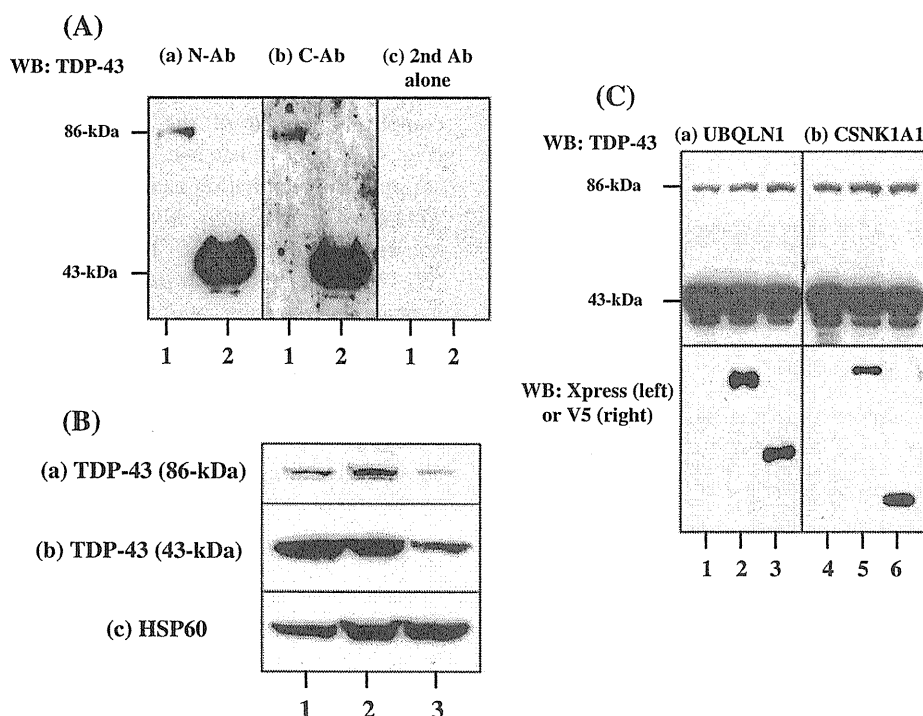 (A)
WB: TDP-43
(a) N-Ab
(b) C-Ab
(c) 2nd Ab
alone
86-kDa
43-kDa
1
2
1
2
1
2
(B)
(a) TDP-43 (86-kDa)
(b) TDP-43 (43-kDa)
(c) HSP60
1
2
3
(C)
(a) UBQLN1
(b) CSNK1A1
WB: TDP-43
86-kDa
43-kDa
WB: Xpress (left)
or V5 (right)
1
2
3
4
5
6